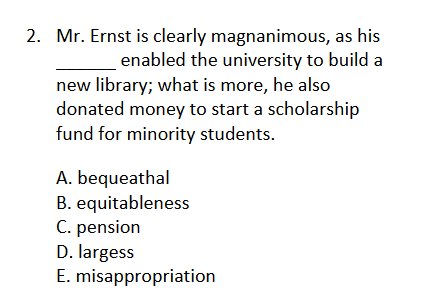 2. Mr. Ernst is clearly magnanimous, as his
______ enabled the university to build a
new library; what is more, he also
donated money to start a scholarship
fund for minority students.
A. bequeathal
B. equitableness
C. pension
D. largess
E. misappropriation